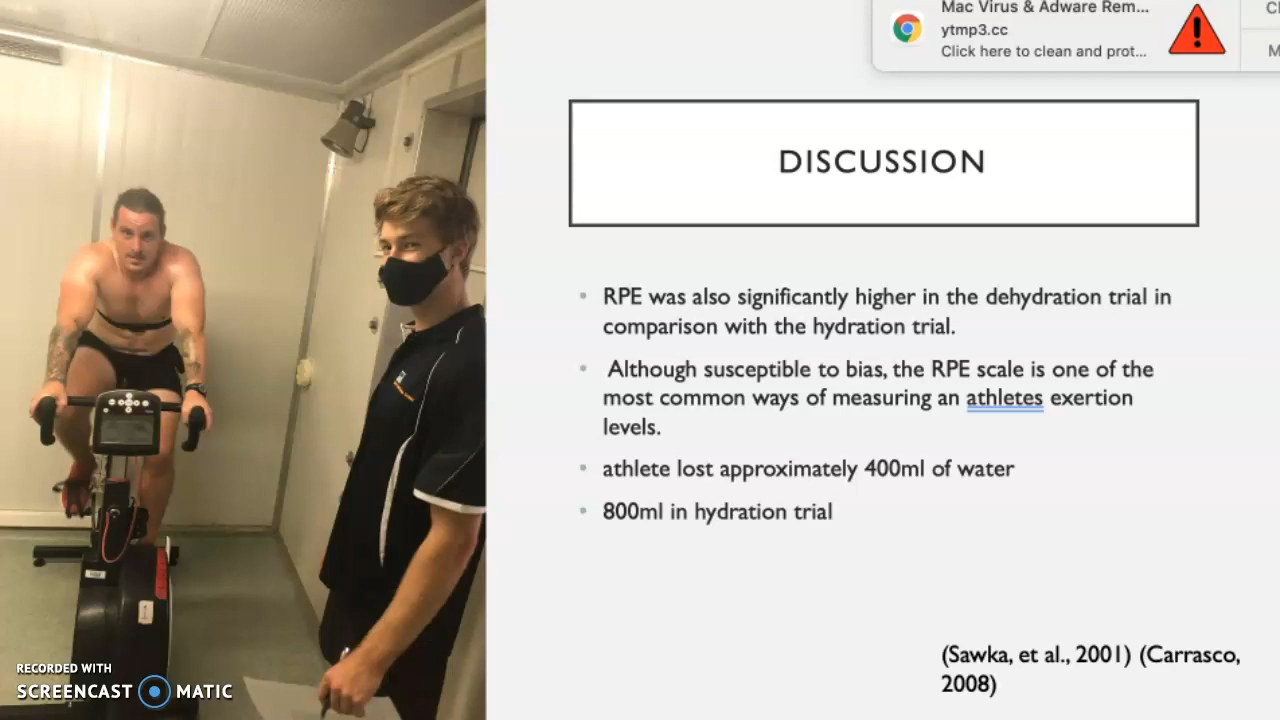 Mac Virus & Adware Rem...
ytmp3.cc
Click here to clean and prot...
DISCUSSION
RPE was also significantly higher in the dehydration trial in
comparison with the hydration trial.
Although susceptible to bias, the RPE scale is one of the
most common ways of measuring an athletes exertion
levels.
athlete lost approximately 400ml of water
800ml in hydration trial
(Sawka, et al., 2001) (Carrasco,
2008)
RECORDED WITH
SCREENCAST MATIC